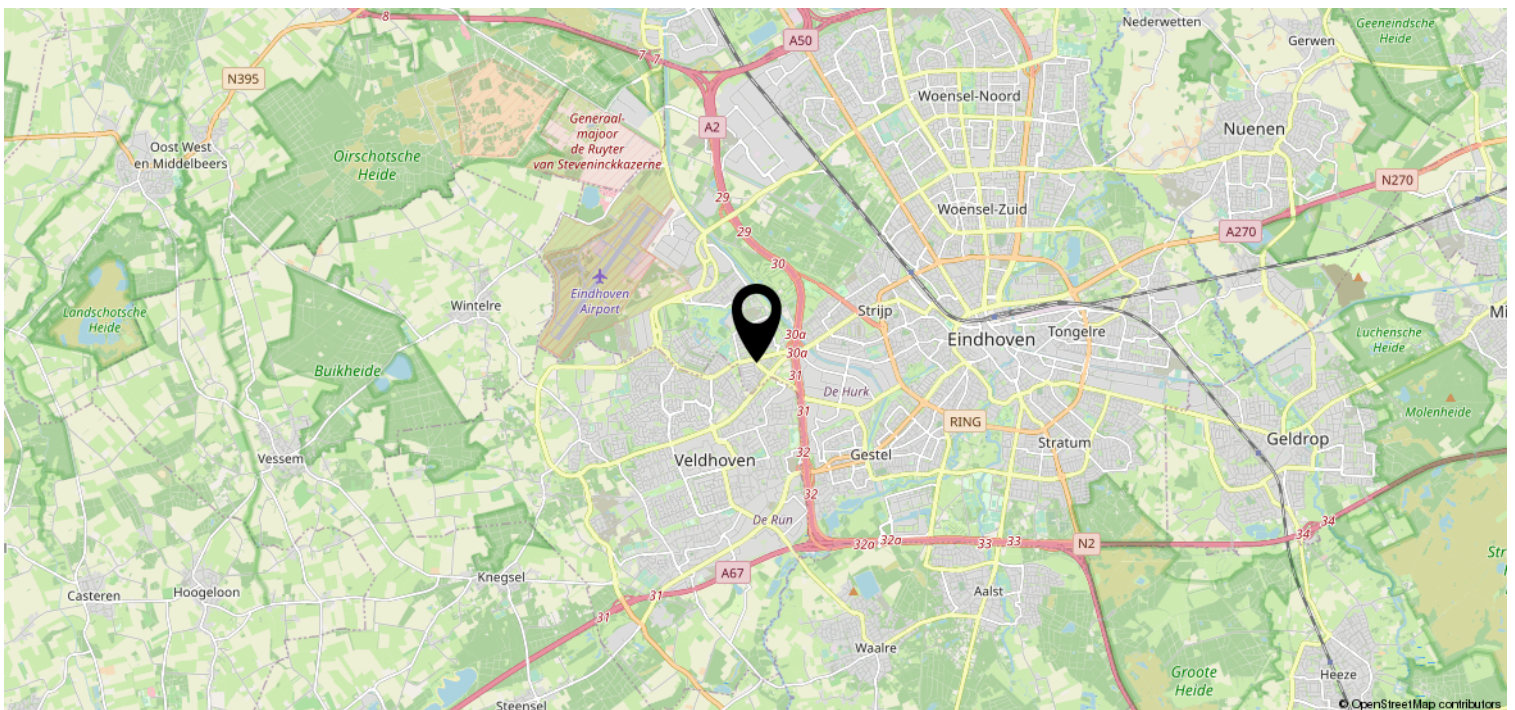 8
7
7
A50
Nederwetten
Geeneindsche
Heide
Gerwen
N395
Woensel-Noord
Oost West
en Middelbeers
Oirschotsche
Heide
Generaal-
majoor
de Ruyter
van Steveninckkazerne
A2
Nuenen
N270
29
Woensel-Zuid
29
A270
30
Landschotsche
Heide
Wintelre
Eindhoven
Airport
Strijp
30a
Eindhoven
Tongelre
Mi
Luchensche
Heide
30a
Buikheide
31
De Hurk
31
RING
Molenheide
Vessem
Veldhoven
32
Gestel
Stratum
Geldrop
32
De Run
32a
32a
33
33
N2
34
34
Str
Casteren
Hoogeloon
Knegsel
A67
31
31
Aalst
Waalre
Groote
Heide
Heeze
Steensel
© OpenStreetMap contributors